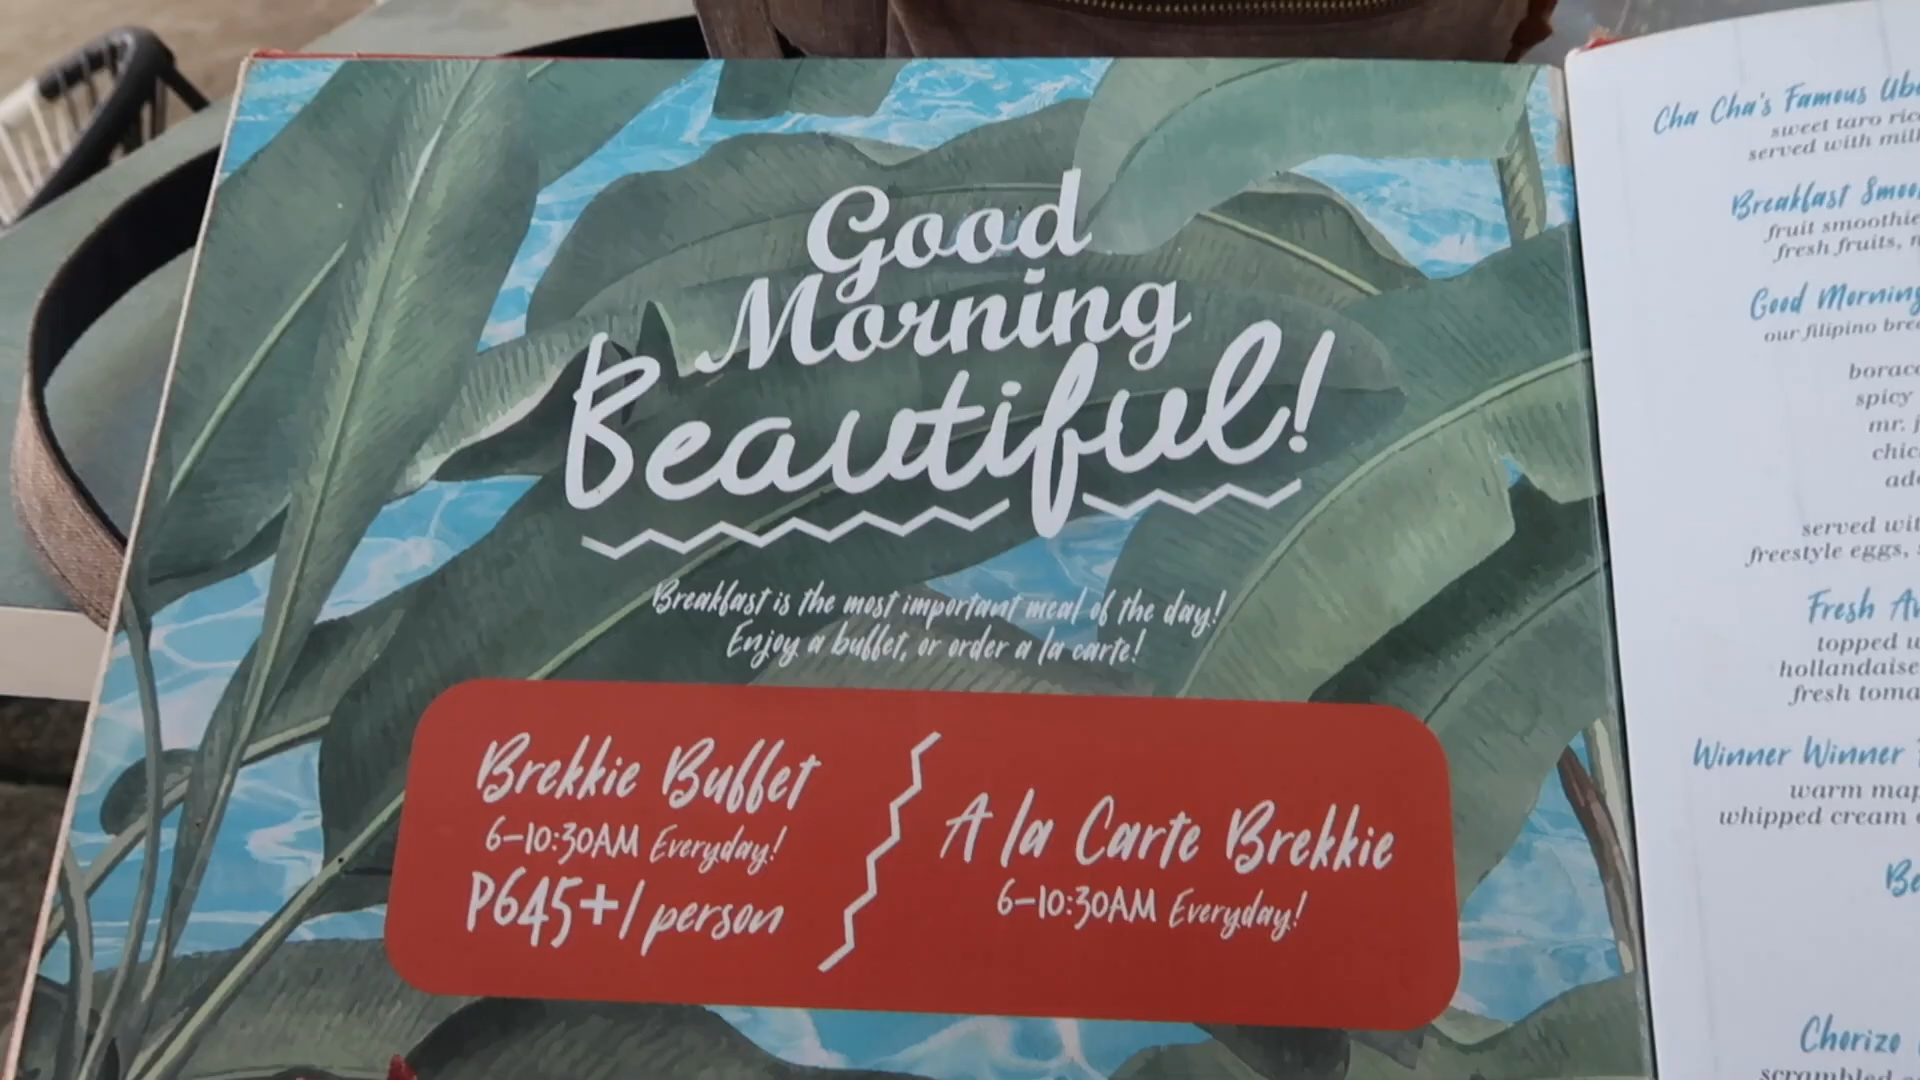 Good
Morning
Beautiful!
Breakfast is the most important meal of the day!
Enjoy a buffet, or order a la carte!
Brekkie Buffet
6-10:30AM Everyday!
P645+/person
A la Carte Brekkie
6-10:30AM Everyday!
Cha Cha's Famous
sweet taro
served with
Breakfast
fruit smoothie
fresh fruits,
Good Morning
our filipino
spicy
mr.
served
freestyle eggs,
Fresh
topped
hollandaise
fresh
Winner Winner
warm
whipped cream
Chorizo